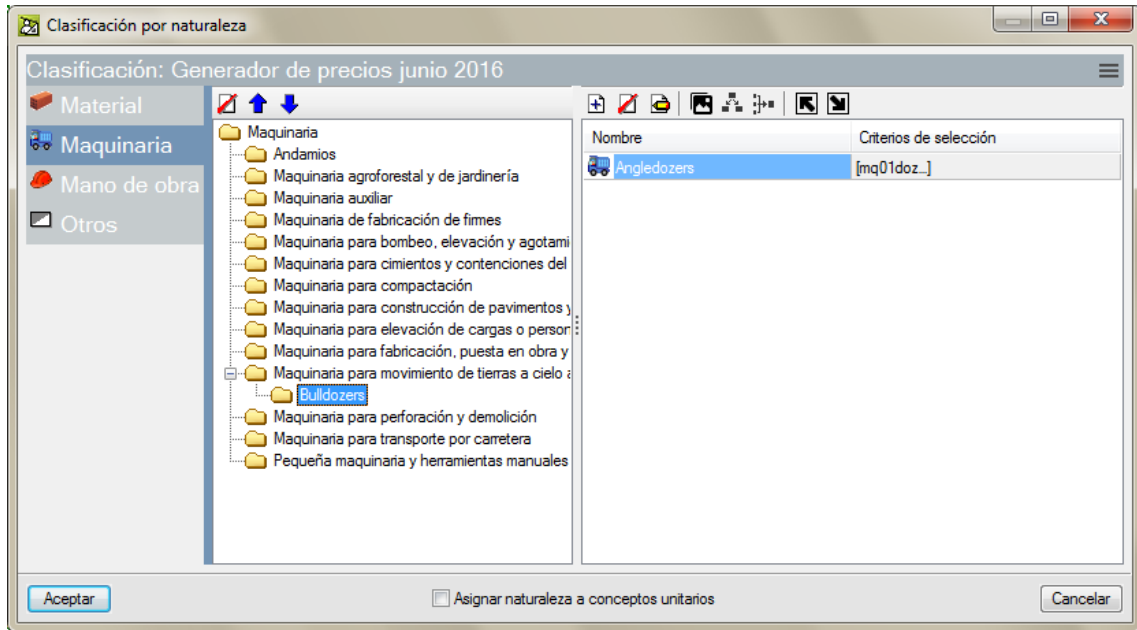 Clasificación por naturaleza
Clasificación: Generador de precios junio 2016
Material
Maquinaria
Mano de obra
Otros
Maquinaria
Andamios
Maquinaria agroforestal y de jardinería
Maquinaria auxiliar
Maquinaria de fabricación de firmes
Maquinaria para bombeo, elevación y agotami
Maquinaria para cimientos y contenciones del
Maquinaria para compactación
Maquinaria para construcción de pavimentos y
Maquinaria para elevación de cargas o person
Maquinaria para fabricación, puesta en obra y
Maquinaria para movimiento de tierras a cielo a
Bulldozers
Maquinaria para perforación y demolición
Maquinaria para transporte por carretera
Pequeña maquinaria y herramientas manuales
Nombre Criterios de selección
Angledozers [mq01doz...]
Aceptar
Asignar naturaleza a conceptos unitarios
Cancelar